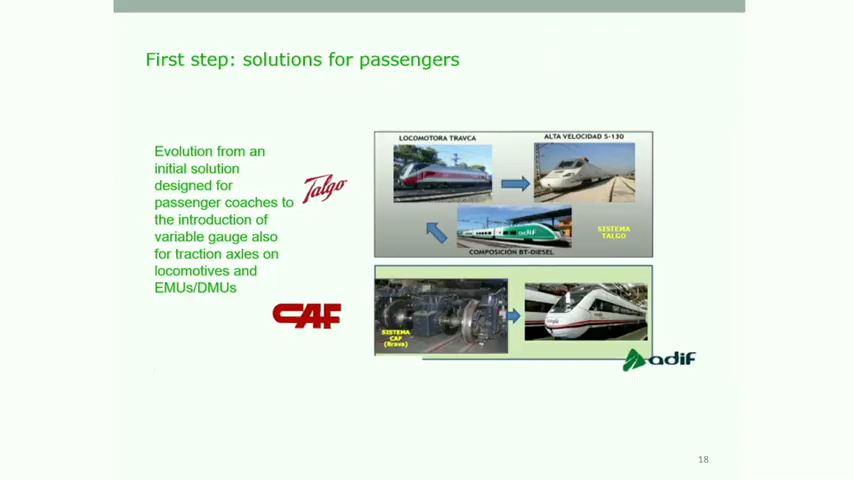 First step: solutions for passengers
Evolution from an
initial solution
designed for
passenger coaches to
the introduction of
variable gauge also
for traction axles on
locomotives and
EMUs/DMUs
Talgo
CAF
LOCOMOTORA TRAVCA
ALTA VELOCIDAD S-130
adif
SISTEMA
TALGO
COMPOSICIÓN BT-DIESEL
SISTEMA
CAF
(Brava)
adif
18